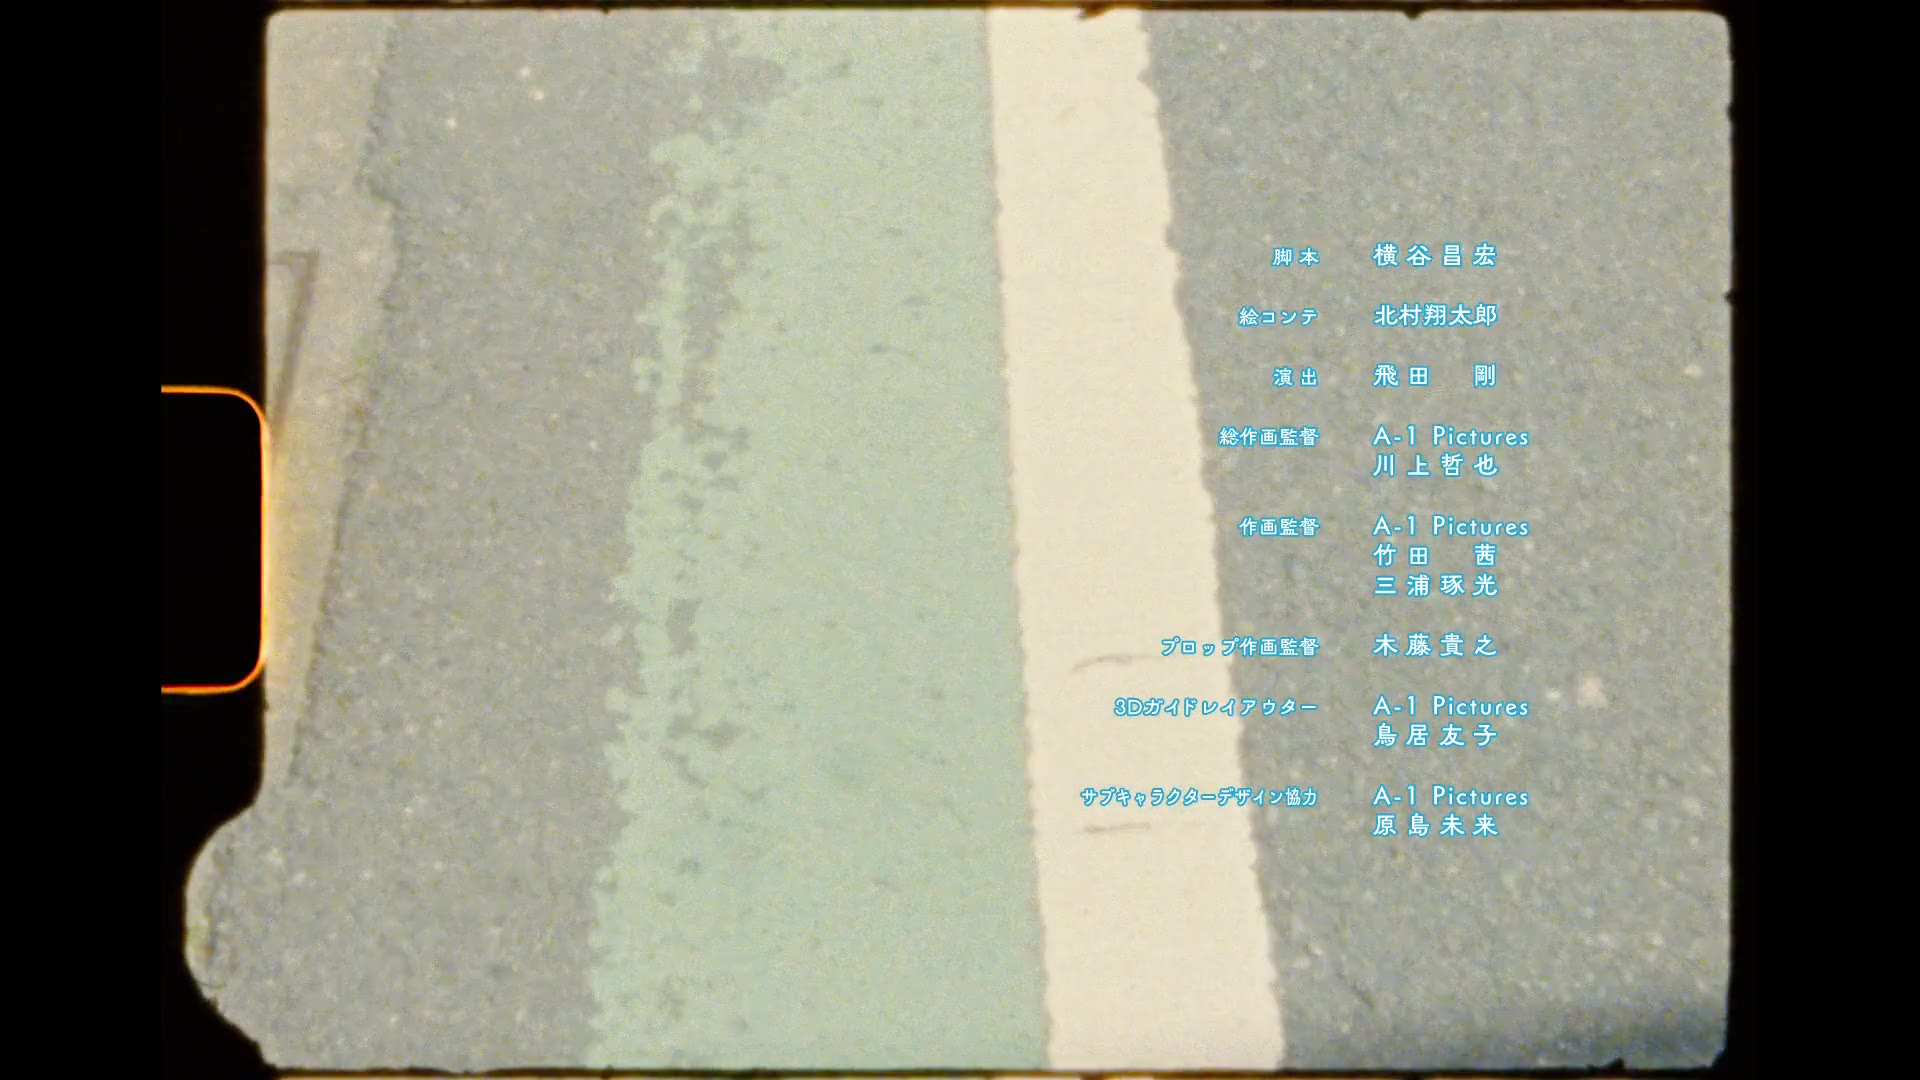 脚本 横谷昌宏
絵コンテ 北村翔太郎
演出 飛田 剛
総作画監督 A-1 Pictures
川上哲也
作画監督 A-1 Pictures
竹田 茜
三浦琢光
プロップ作画監督 木藤貴之
3Dガイドレイアウター A-1 Pictures
鳥居友子
サブキャラクターデザイン協力 A-1 Pictures
原島未来